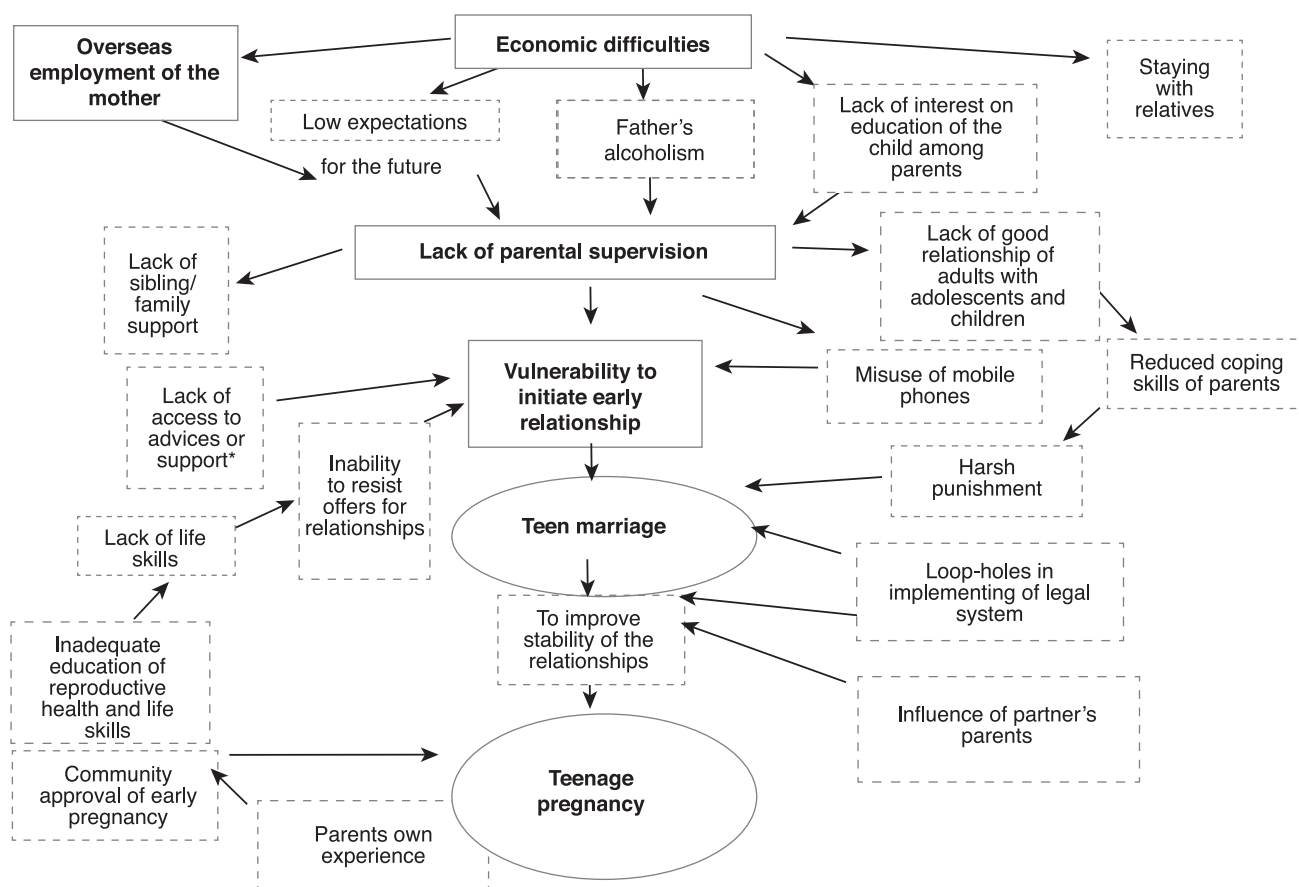 Overseas
employment of the
mother
Economic difficulties
Staying
with
relatives
Low expectations
for the future
Father's
alcoholism
Lack of interest on
education of the
child among
parents
Lack of parental supervision
Lack of
sibling/
family
support
Lack of good
relationship of
adults with
adolescents and
children
Reduced coping
skills of parents
Vulnerability to
initiate early
relationship
Misuse of mobile
phones
Lack of
access to
advices or
support*
Inability
to resist
offers for
relationships
Harsh
punishment
Teen marriage
Lack of life
skills
Loop-holes in
implementing of legal
system
To improve
stability of the
relationships
Inadequate
education of
reproductive
health and life
skills
Influence of partner's
parents
Community
approval of early
pregnancy
Teenage
pregnancy
Parents own
experience